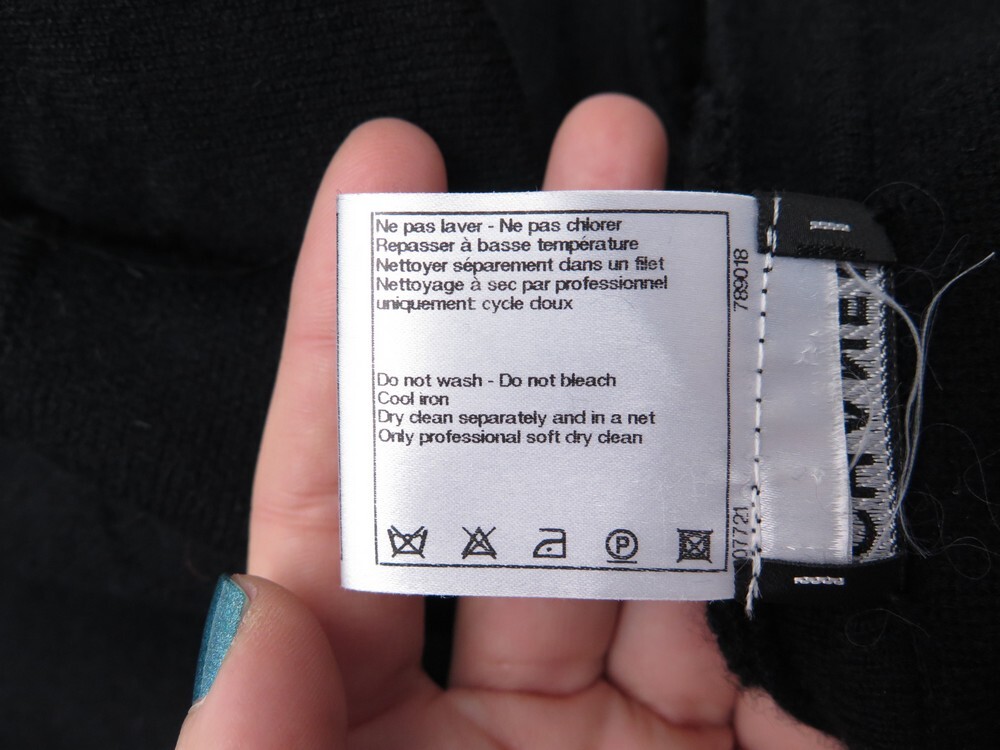 Ne pas laver - Ne pas chlorer
Repasser à basse température
Nettoyer séparement dans un filet
Nettoyage à sec par professionnel
uniquement cycle doux
Do not wash - Do not bleach
Cool iron
Dry clean separately and in a net
Only professional soft dry clean
P
789018
07721